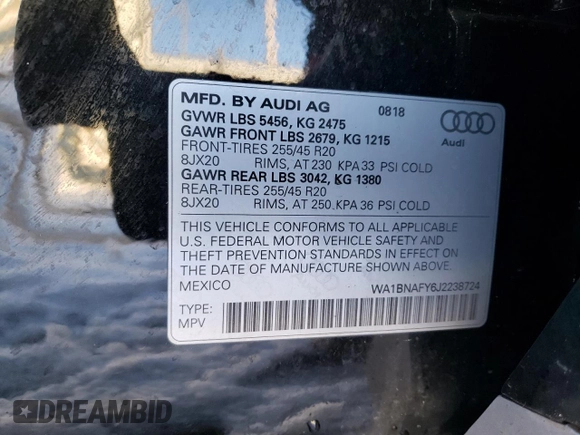 MFD. BY AUDI AG 0818
GVWR LBS 5456, KG 2475
GAWR FRONT LBS 2679, KG 1215
FRONT-TIRES 255/45 R20
8JX20 RIMS, AT 230 KPA 33 PSI COLD
GAWR REAR LBS 3042, KG 1380
REAR-TIRES 255/45 R20
8JX20 RIMS, AT 250 KPA 36 PSI COLD
Audi
THIS VEHICLE CONFORMS TO ALL APPLICABLE
U.S. FEDERAL MOTOR VEHICLE SAFETY AND
THEFT PREVENTION STANDARDS IN EFFECT ON
THE DATE OF MANUFACTURE SHOWN ABOVE.
MEXICO WA1BNAFY6J2238724
TYPE:
MPV
DREAMBID